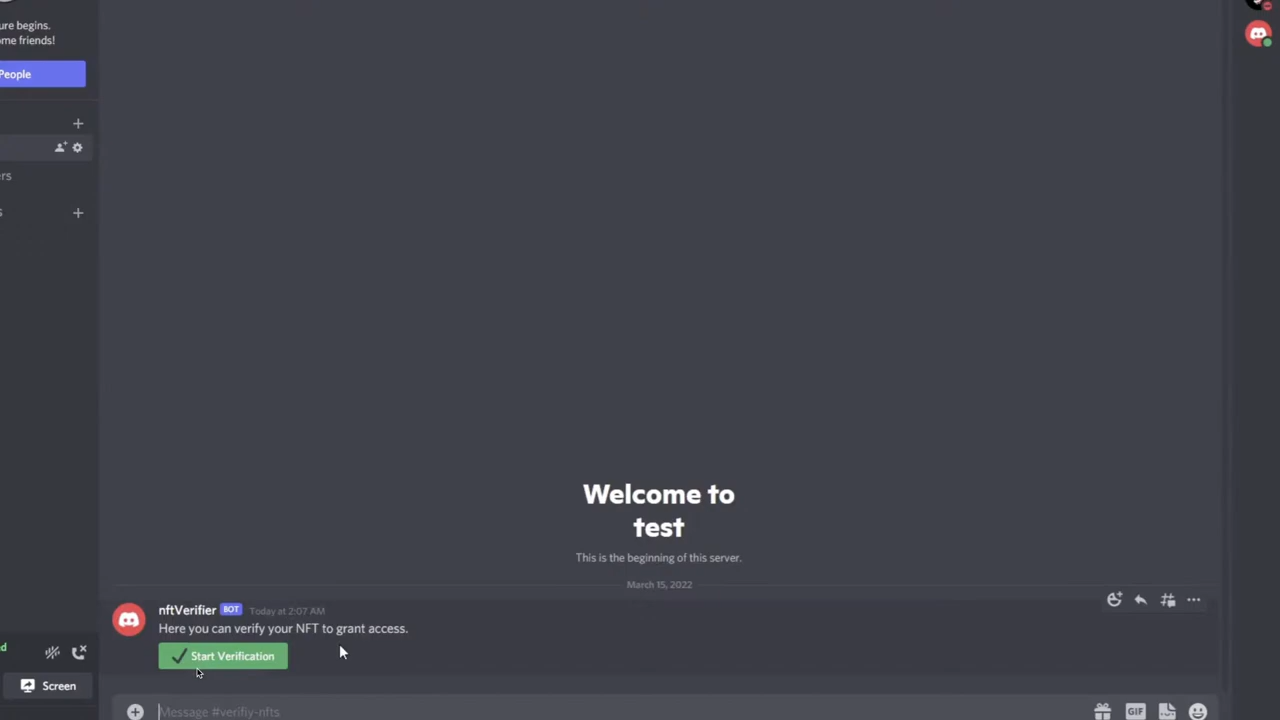 ure begins.
ome friends!
People
ers
s
Welcome to
test
This is the beginning of this server.
March 15, 2022
nftVerifier BOT Today at 2:07 AM
Here you can verify your NFT to grant access.
Start Verification
ed
Screen
Message #verifiy-nfts
GIF